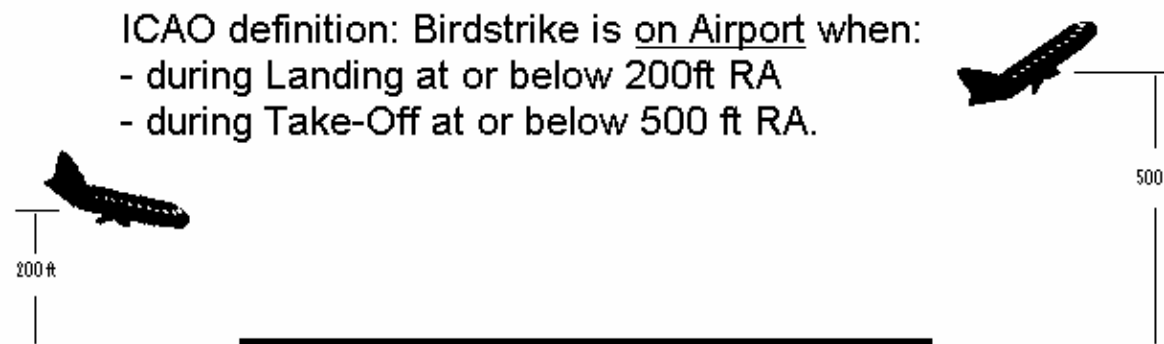 ICAO definition: Birdstrike is on Airport when:
- during Landing at or below 200ft RA
- during Take-Off at or below 500 ft RA.
500
200 ft